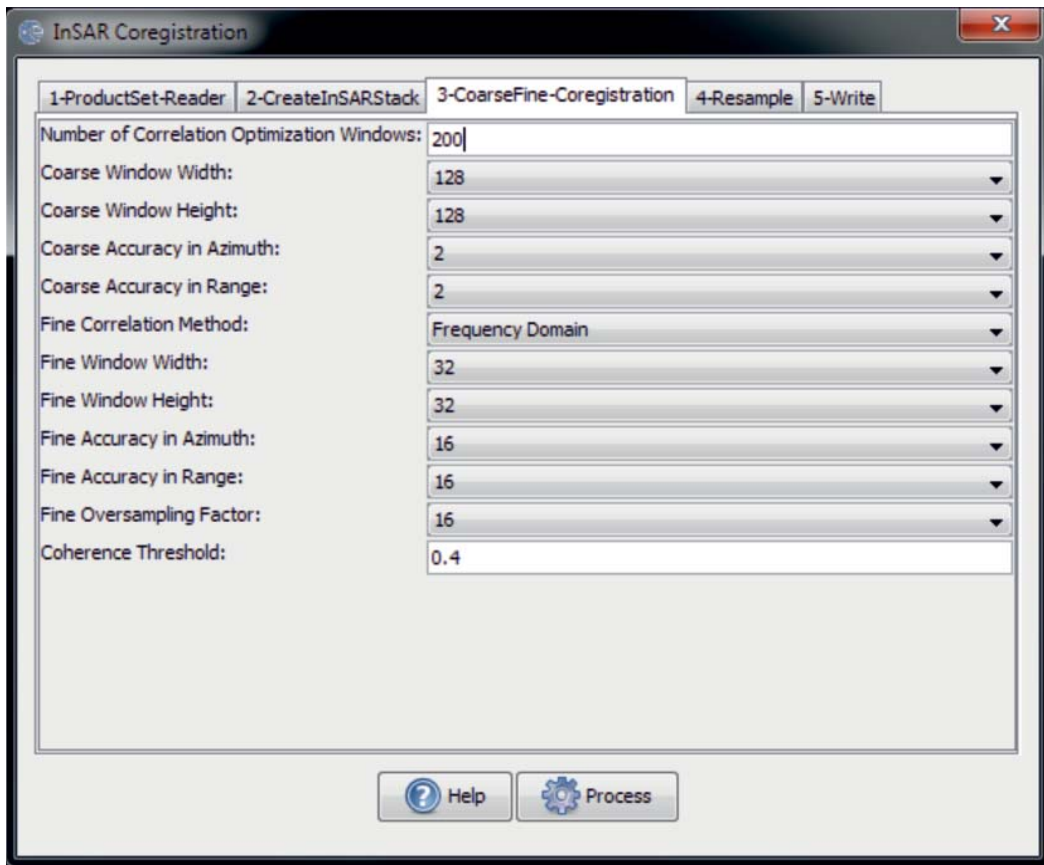 InSAR Coregistration
1-ProductSet-Reader 2-CreateInSARStack 3-CoarseFine-Coregistration 4-Resample 5-Write
Number of Correlation Optimization Windows: 200
Coarse Window Width: 128
Coarse Window Height: 128
Coarse Accuracy in Azimuth: 2
Coarse Accuracy in Range: 2
Fine Correlation Method: Frequency Domain
Fine Window Width: 32
Fine Window Height: 32
Fine Accuracy in Azimuth: 16
Fine Accuracy in Range: 16
Fine Oversampling Factor: 16
Coherence Threshold: 0.4
Help Process